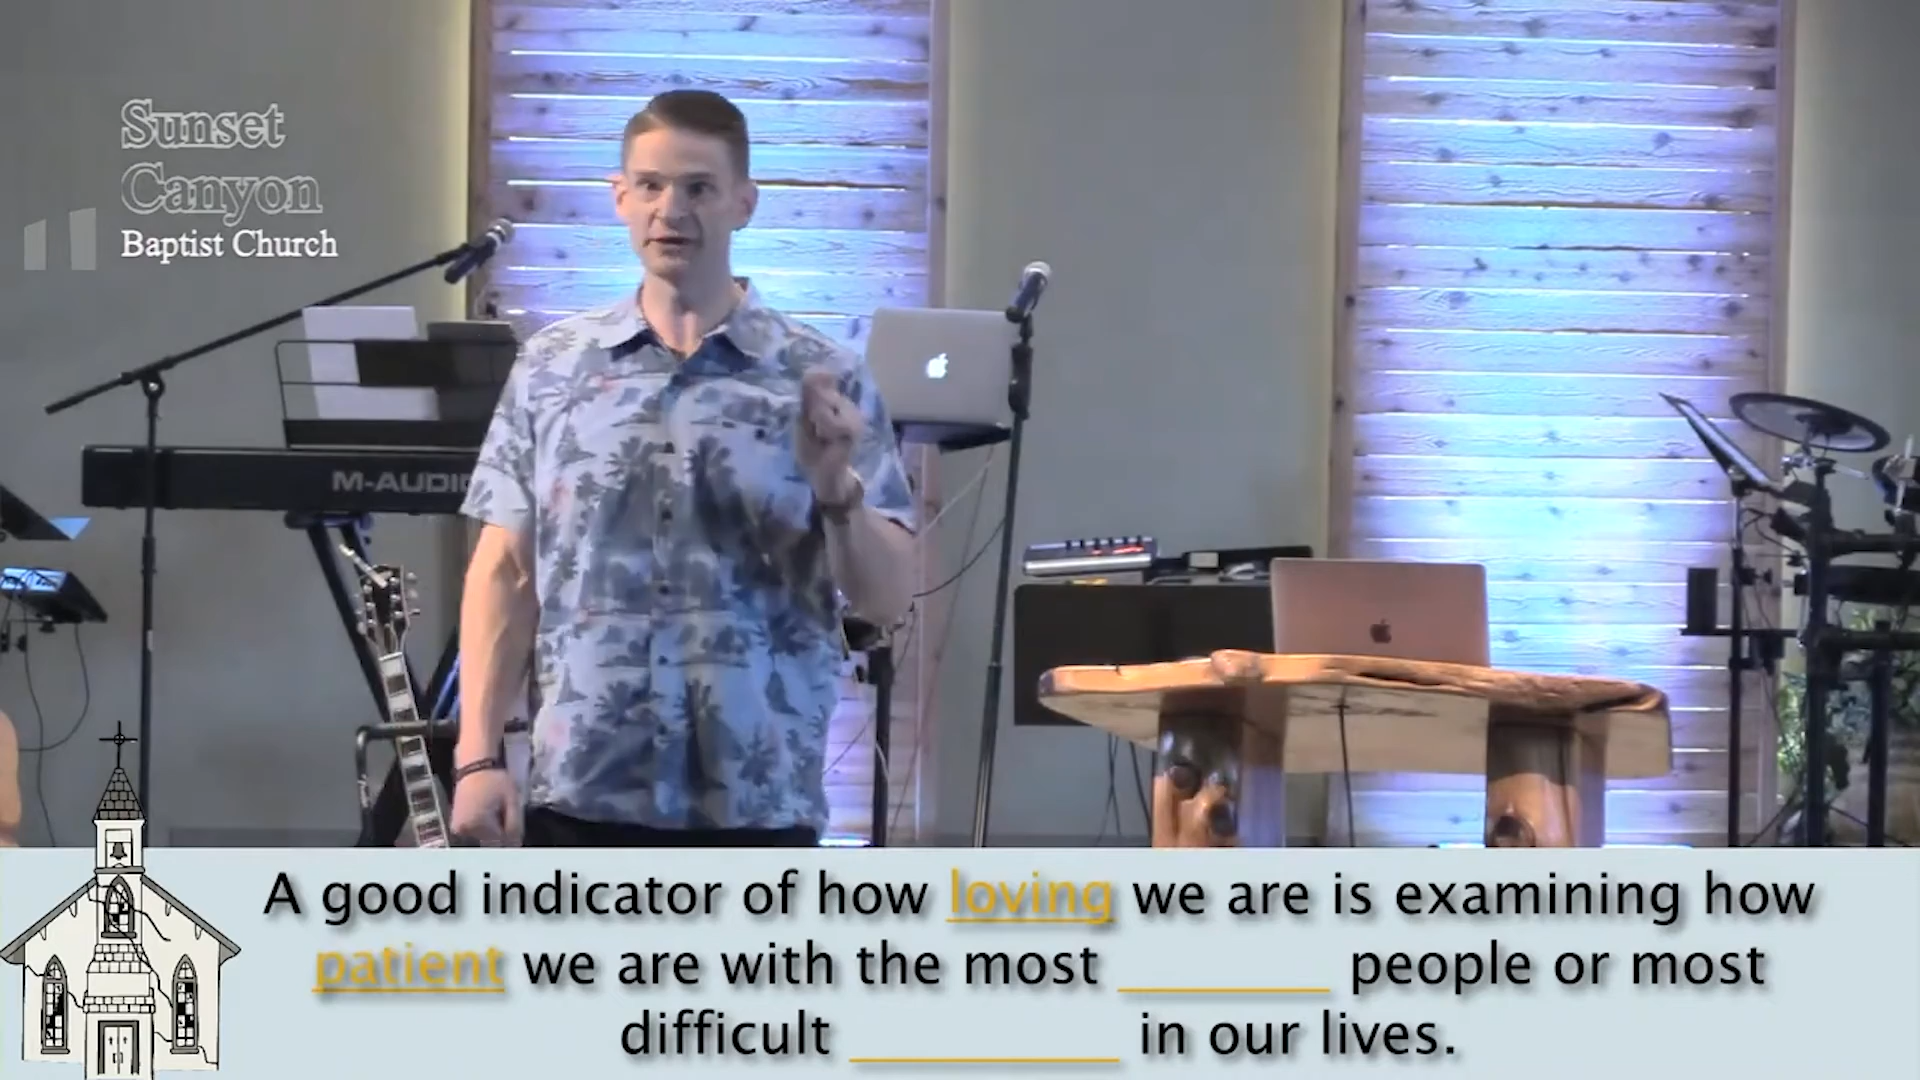 Sunset
Canyon
Baptist Church
M-AUDIO
A good indicator of how loving we are is examining how
patient we are with the most ________ people or most
difficult __________ in our lives.